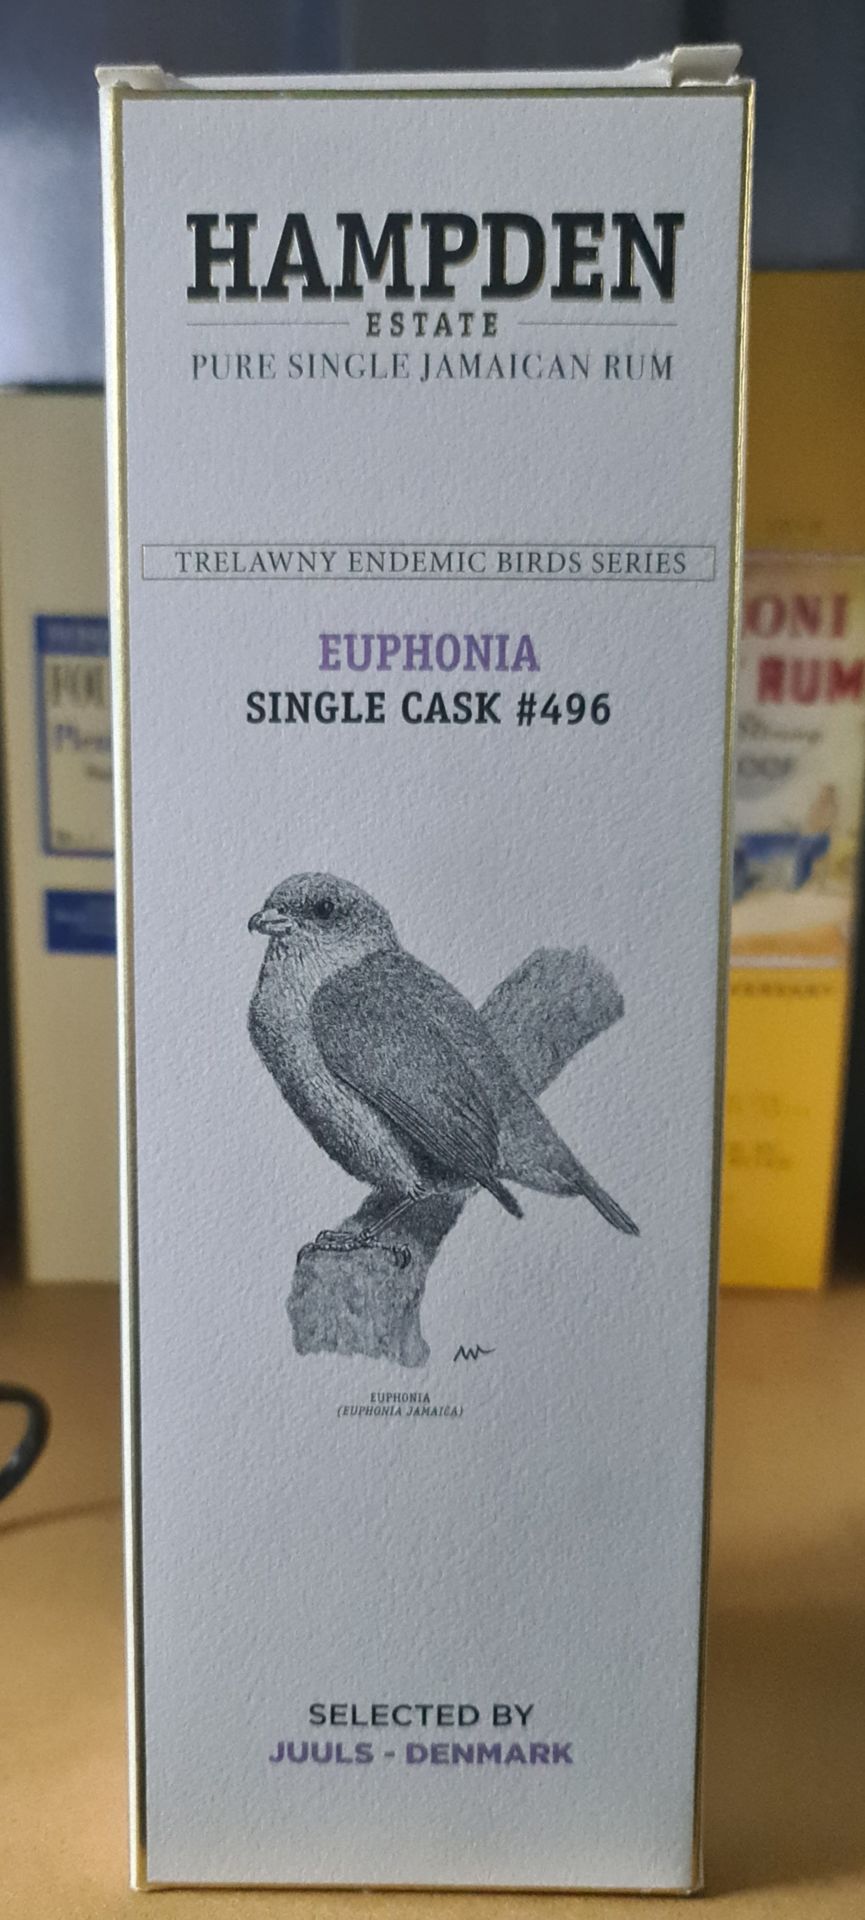 HAMPDEN
ESTATE
PURE SINGLE JAMAICAN RUM
TRELAWNY ENDEMIC BIRDS SERIES
EUPHONIA
SINGLE CASK #496
EUPHONIA
(EUPHONIA JAMAICA)
SELECTED BY
JUULS - DENMARK
RUM